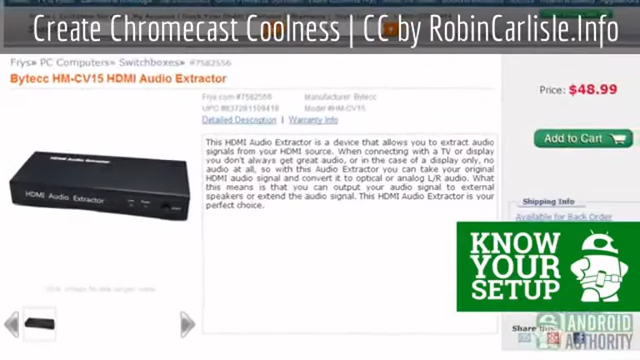 Create Chromecast Coolness | CC by RobinCarlisle.Info
Frys» PC Computers» Switchboxes» #7582556
Bytecc HM-CV15 HDMI Audio Extractor
Frys.com #7582556
Manufacturer: Bytecc
UPC #837281509418
Model #HM-CV15
Detailed Description | Warranty Info
Price: $48.99
Add to Cart
This HDMI Audio Extractor is a device that allows you to extract audio
signals from your HDMI source. When connecting with a TV or display
you don't always get great audio, or in the case of a display only, no
audio at all, so with this Audio Extractor you can take your original
HDMI audio signal and convert it to optical or analog L/R audio. What
this means is that you can output your audio signal to external
speakers or extend the audio signal. This HDMI Audio Extractor is your
perfect choice.
HDMI Audio Extractor
HDMI Audio Extractor
Shipping Info
Available for Back Order
KNOW
YOUR
SETUP
Share this:
ANDROID
AUTHORITY